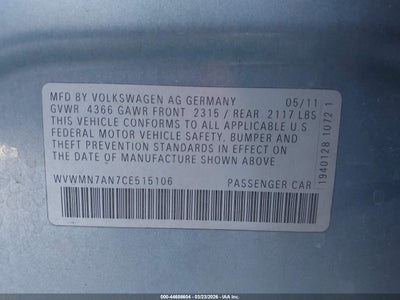 MFD BY VOLKSWAGEN AG GERMANY 05/11
GVWR 4366 GAWR FRONT 2315 / REAR 2117 LBS
THIS VEHICLE CONFORMS TO ALL APPLICABLE U.S
FEDERAL MOTOR VEHICLE SAFETY, BUMPER AND
THEFT PREVENTION STANDARDS IN EFFECT ON THE
DATE OF MANUFACTURE SHOWN ABOVE
WVWMN7AN7CE515106 PASSENGER CAR
1940128 1072 1
000-44698604 - 03/23/2026 - IAA Inc.